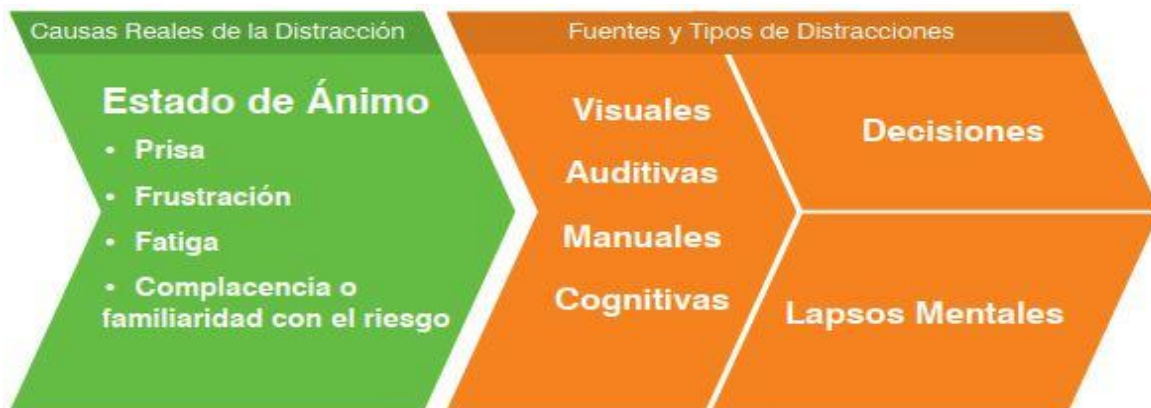 Causas Reales de la Distracción
Estado de Ánimo
• Prisa
• Frustración
• Fatiga
• Complacencia o
familiaridad con el riesgo
Fuentes y Tipos de Distracciones
Visuales
Auditivas
Manuales
Cognitivas
Decisiones
Lapsos Mentales